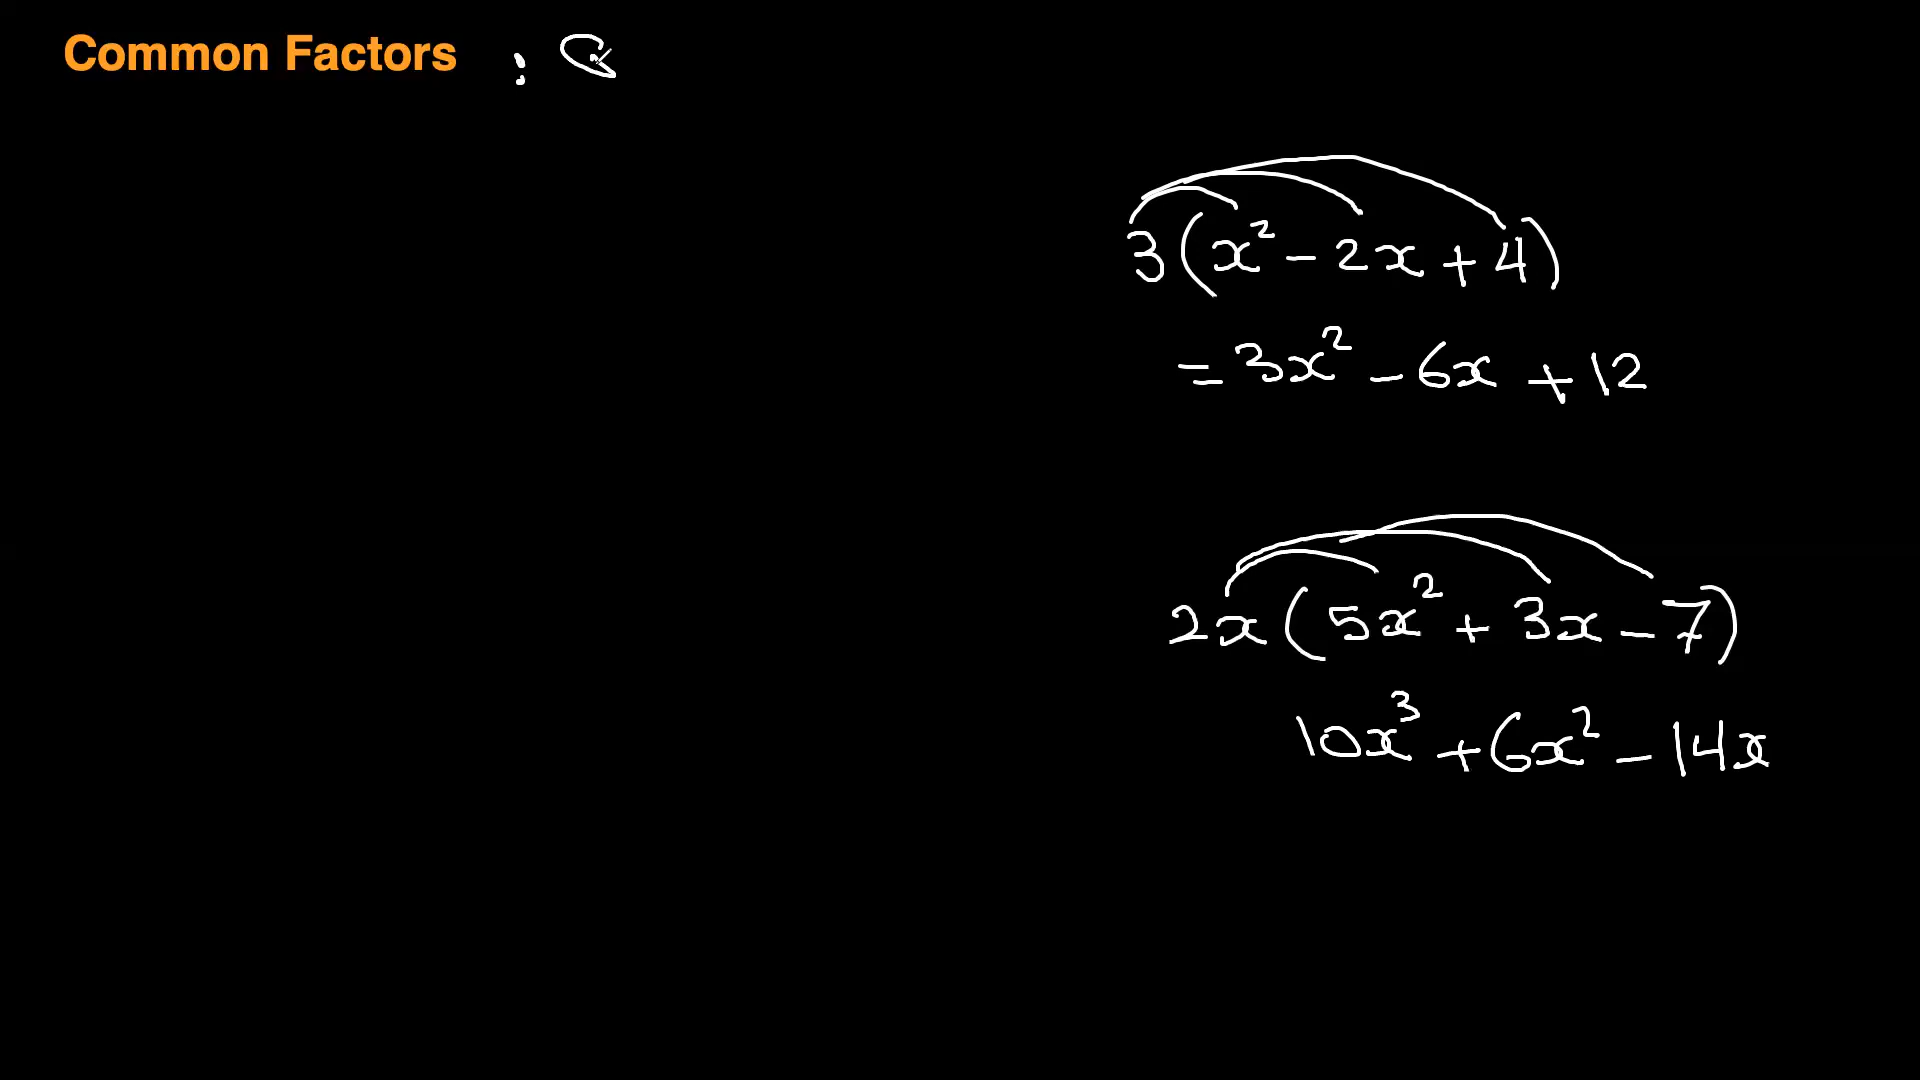 Common Factors :
3(x² - 2x + 4)
= 3x² - 6x + 12
2x(5x² + 3x - 7)
10x³ + 6x² - 14x